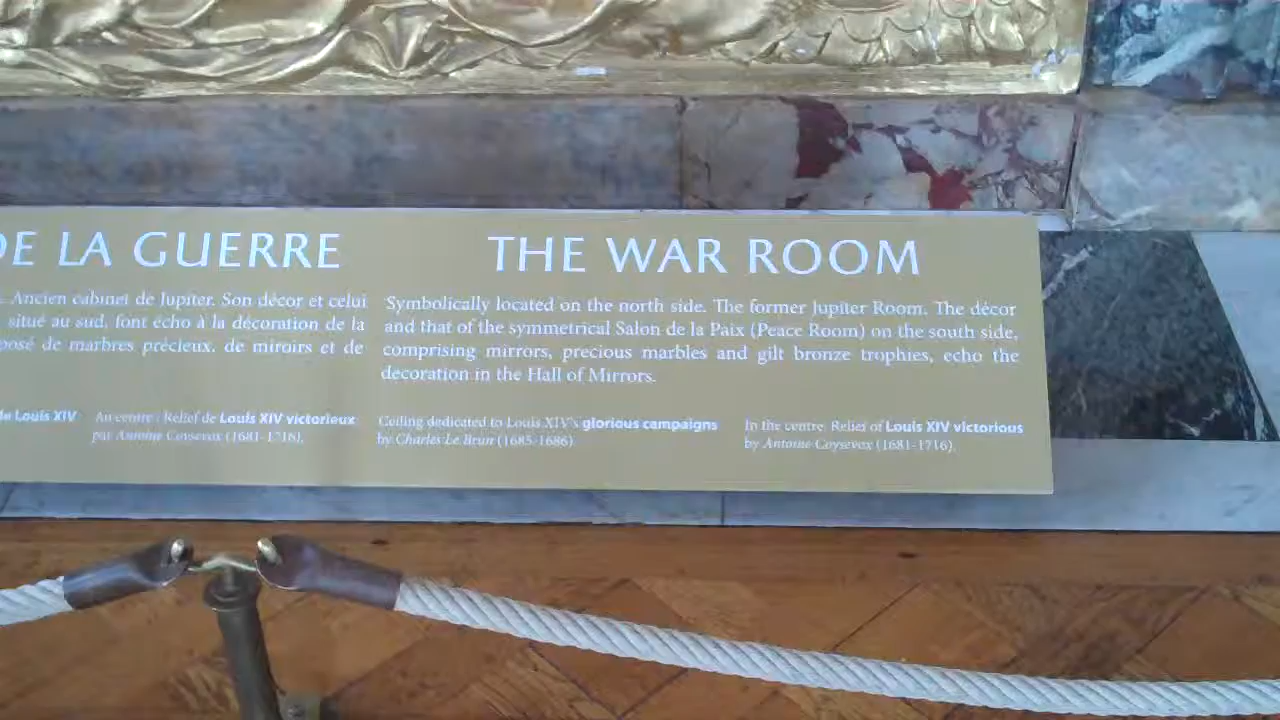 DE LA GUERRE
. Ancien cabinet de Jupiter. Son décor et celui
situé au sud, font écho à la décoration de la
posé de marbres précieux, de miroirs et de
de Louis XIV
Au centre : Relief de Louis XIV victorieux
par Antoine Coysevox (1681-1716).
THE WAR ROOM
Symbolically located on the north side. The former Jupiter Room. The décor
and that of the symmetrical Salon de la Paix (Peace Room) on the south side,
comprising mirrors, precious marbles and gilt bronze trophies, echo the
decoration in the Hall of Mirrors.
Ceiling dedicated to Louis XIV's glorious campaigns
by Charles Le Brun (1685-1686)
In the centre: Relief of Louis XIV victorious
by Antoine Coysevox (1681-1716).